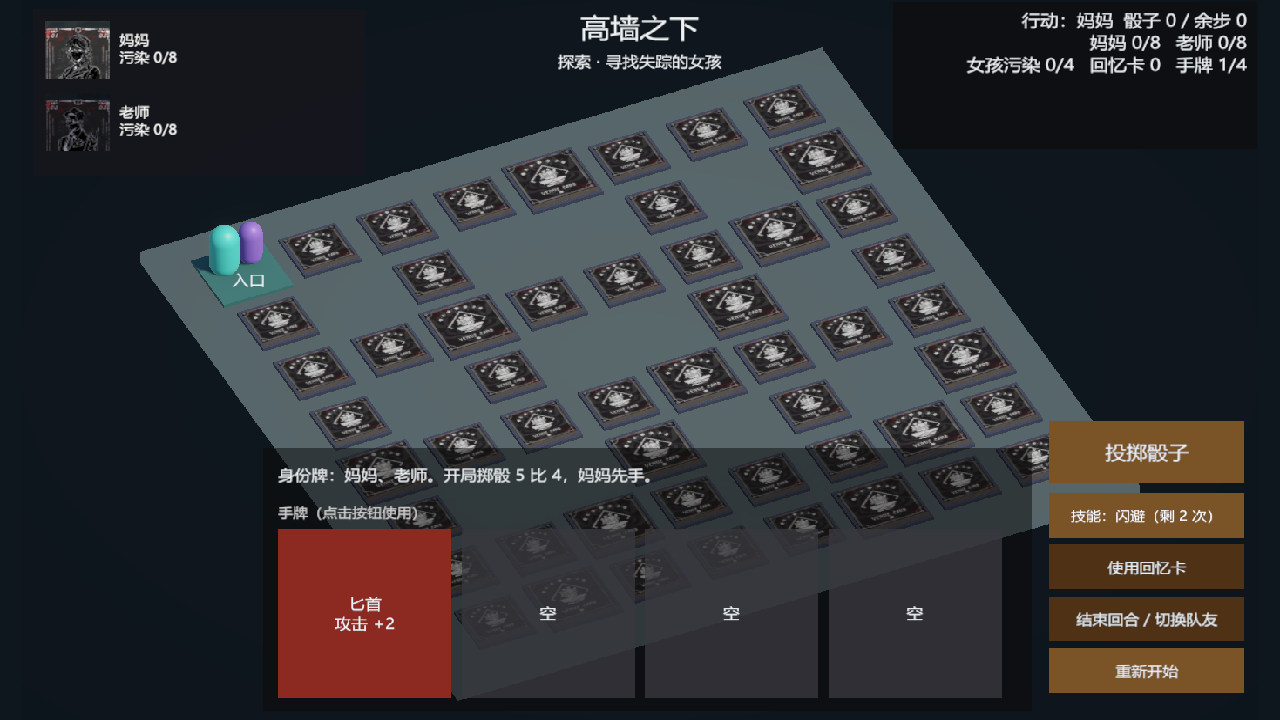 高墙之下
探索 · 寻找失踪的女孩
妈妈
污染 0/8
老师
污染 0/8
行动：妈妈 骰子 0 / 余步 0
妈妈 0/8 老师 0/8
女孩污染 0/4 回忆卡 0 手牌 1/4
入口
身份牌：妈妈、老师。开局掷骰 5 比 4，妈妈先手。
手牌（点击按钮使用）
匕首
攻击 +2
空
空
空
投掷骰子
技能：闪避（剩 2 次）
使用回忆卡
结束回合 / 切换队友
重新开始